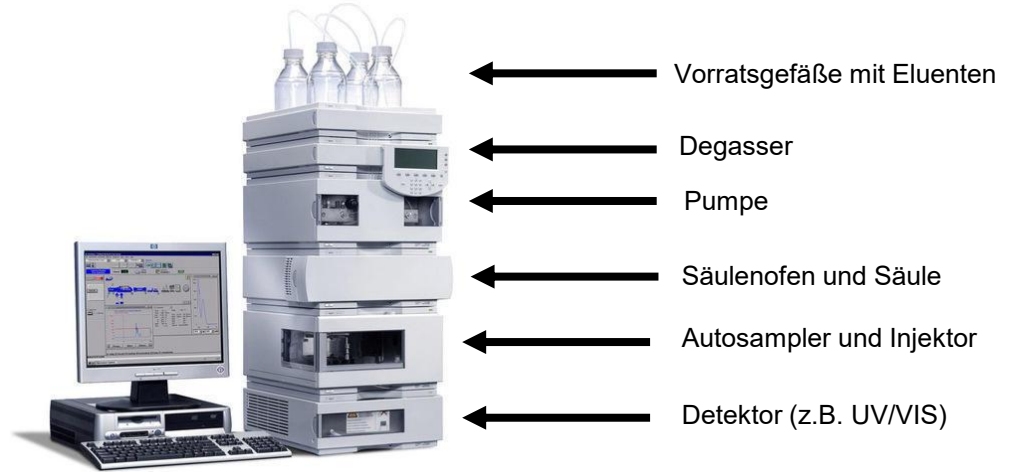 Vorratsgefäße mit Eluenten
Degasser
Pumpe
Säulenofen und Säule
Autosampler und Injektor
Detektor (z.B. UV/VIS)